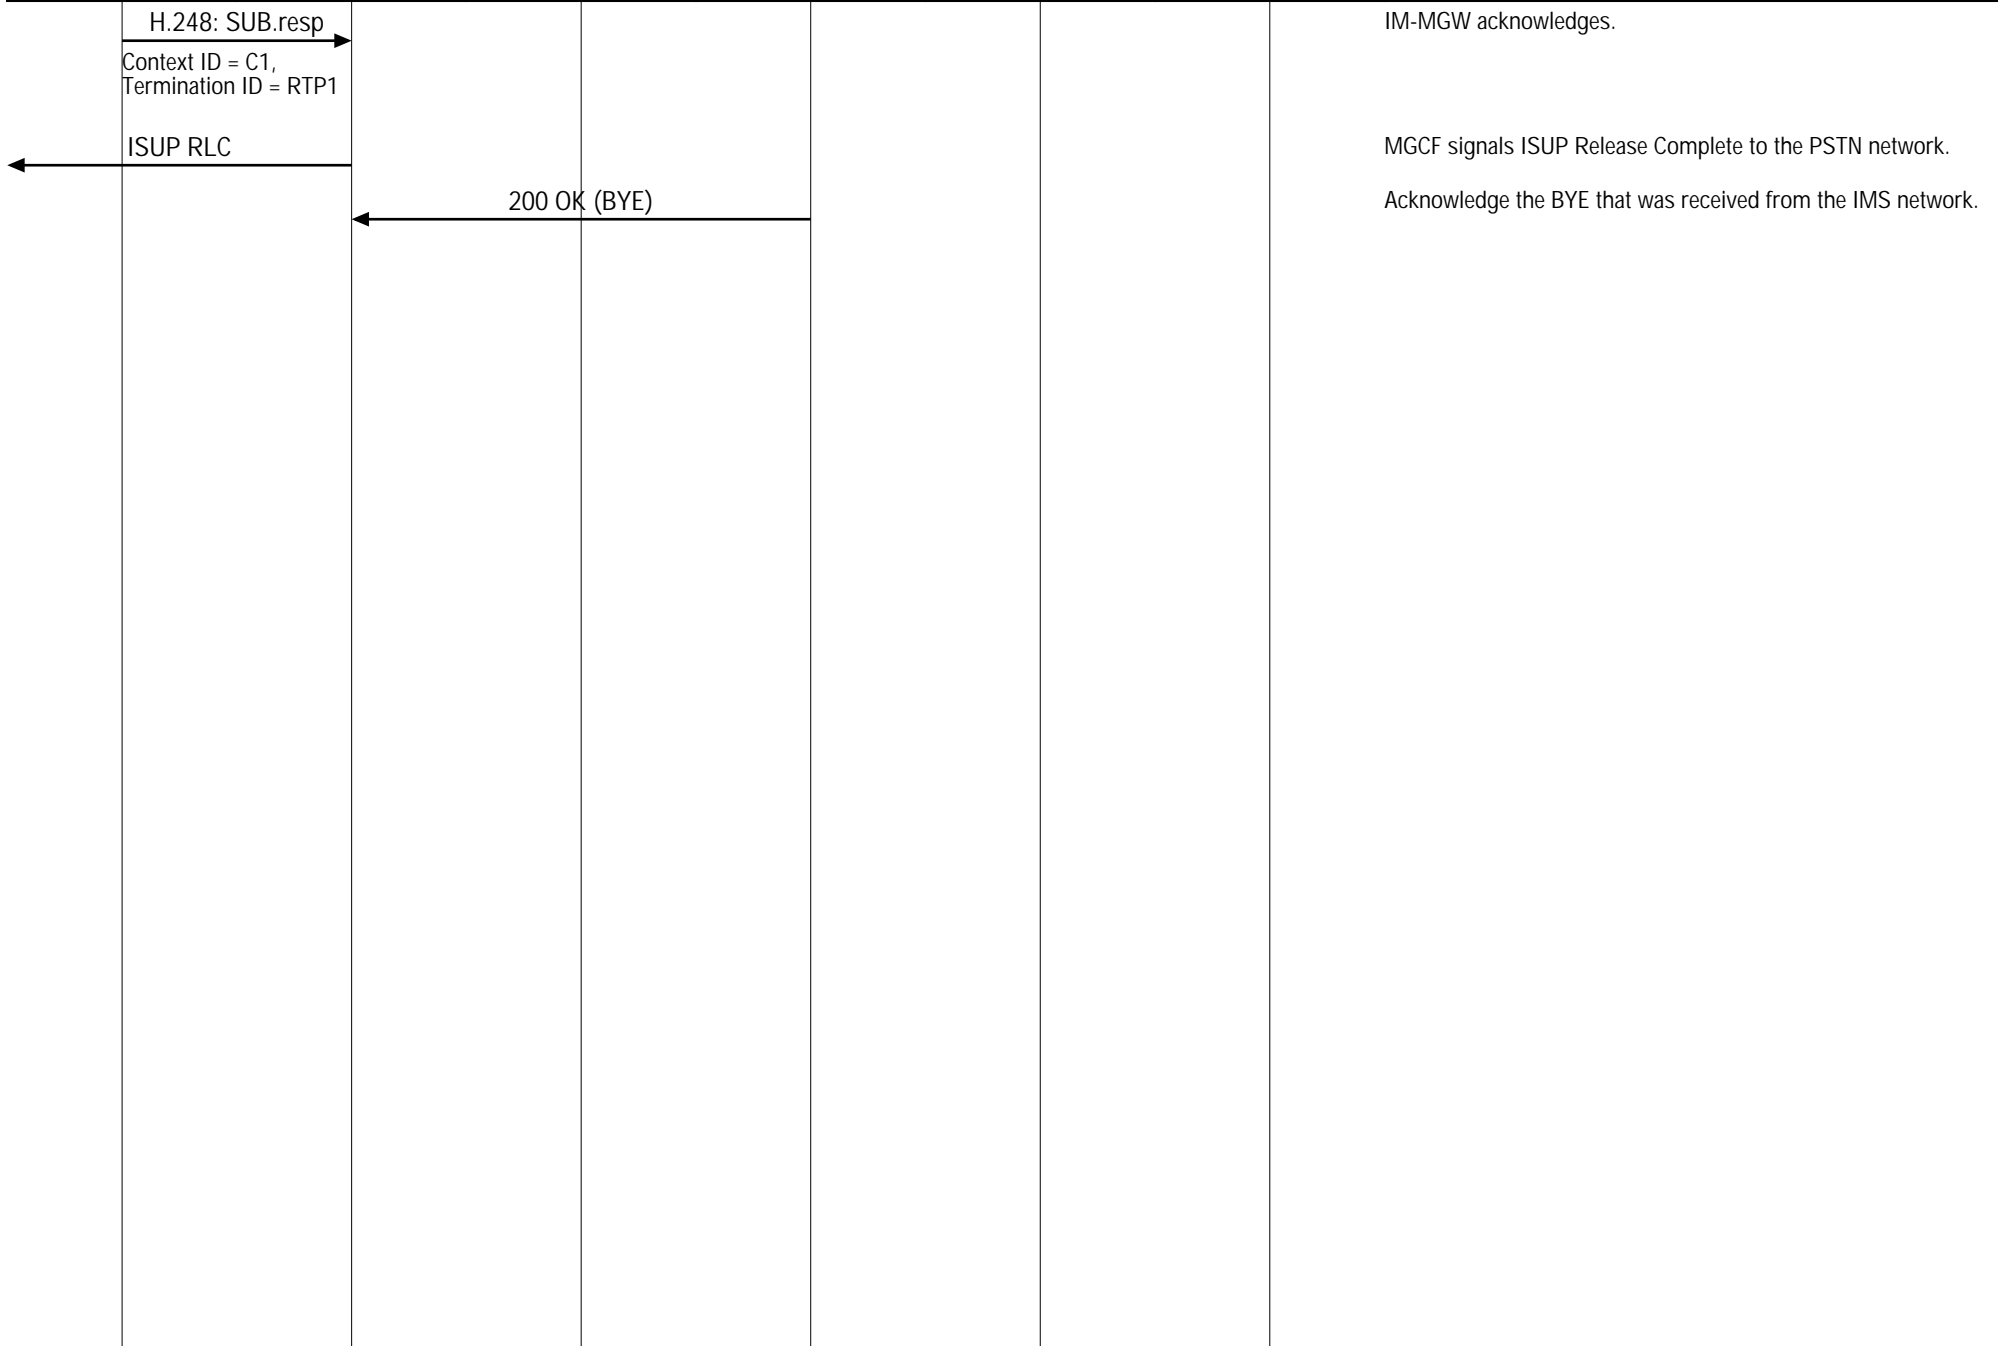 H.248: SUB.resp
IM-MGW acknowledges.
Context ID = C1,
Termination ID = RTP1
ISUP RLC
MGCF signals ISUP Release Complete to the PSTN network.
200 OK (BYE)
Acknowledge the BYE that was received from the IMS network.